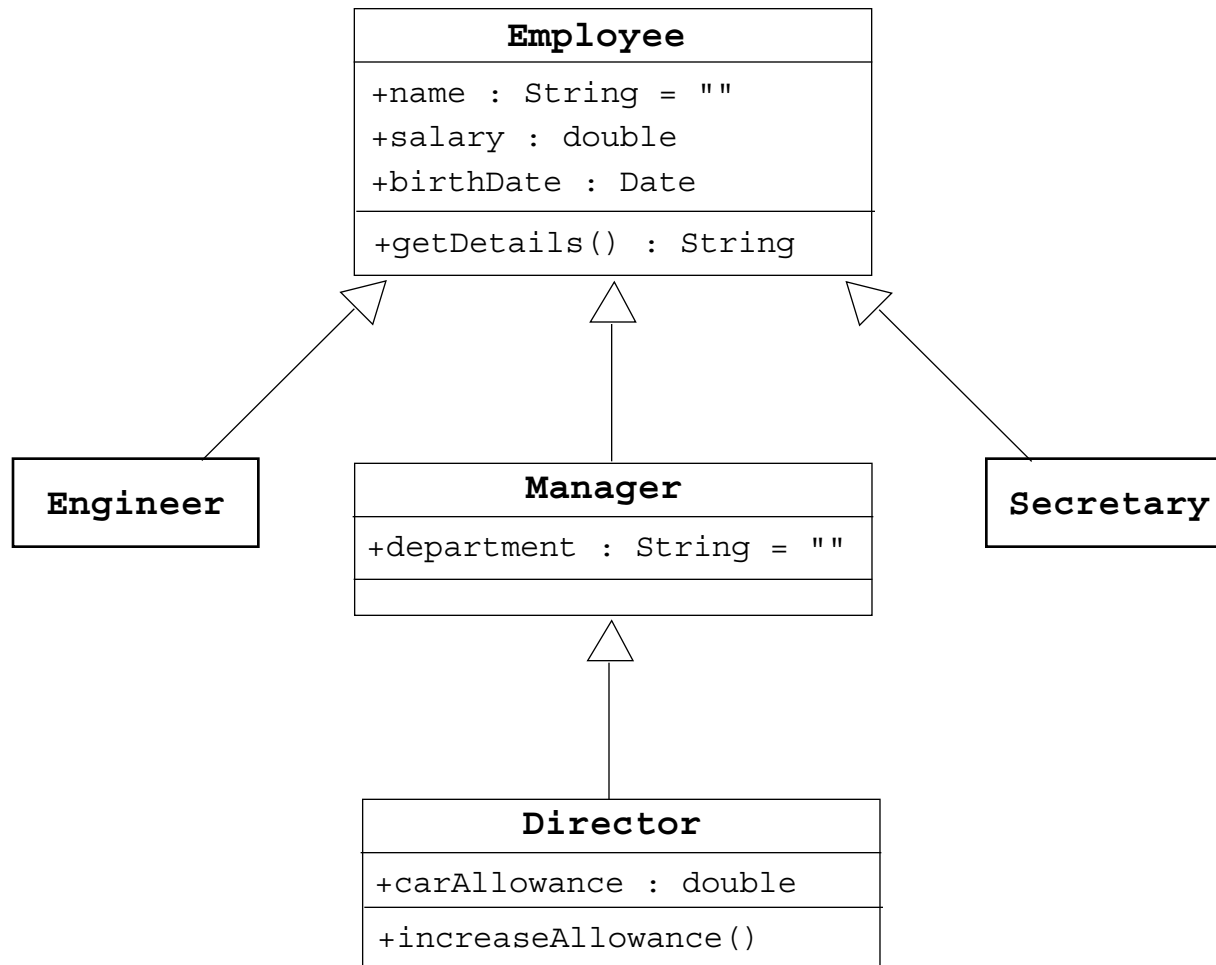 Employee
+name : String = ""
+salary : double
+birthDate : Date
+getDetails() : String
Engineer
Manager
+department : String = ""
Secretary
Director
+carAllowance : double
+increaseAllowance()